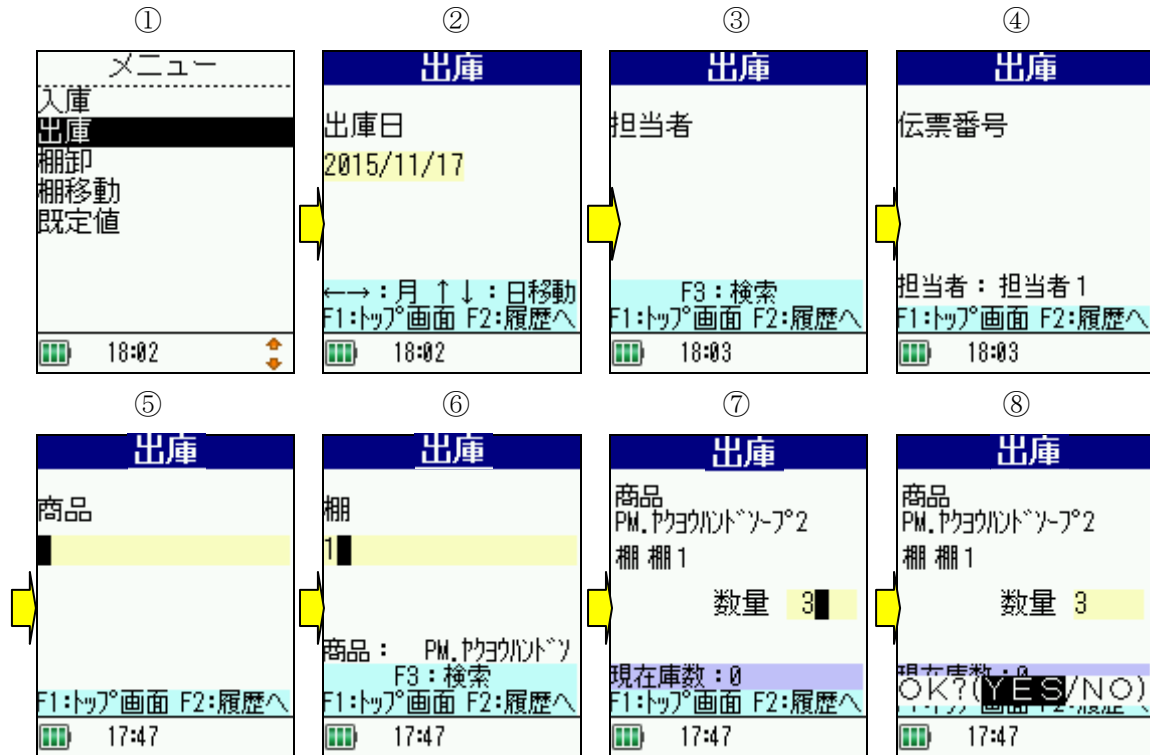 ①
メニュー
入庫
出庫
棚卸
棚移動
既定値
18:02
②
出庫
出庫日
2015/11/17
←→:月 ↑↓:日移動
F1:ﾄｯﾌﾟ画面 F2:履歴へ
18:02
③
出庫
担当者
F3:検索
F1:ﾄｯﾌﾟ画面 F2:履歴へ
18:03
④
出庫
伝票番号
担当者:担当者1
F1:ﾄｯﾌﾟ画面 F2:履歴へ
18:03
⑤
出庫
商品
F1:ﾄｯﾌﾟ画面 F2:履歴へ
17:47
⑥
出庫
棚
1
商品: PM.ﾔｸﾖｳﾊﾝﾄﾞｿ
F3:検索
F1:ﾄｯﾌﾟ画面 F2:履歴へ
17:47
⑦
出庫
商品
PM.ﾔｸﾖｳﾊﾝﾄﾞｿｰﾌﾟ2
棚 棚1
数量 3
現在庫数:0
F1:ﾄｯﾌﾟ画面 F2:履歴へ
17:47
⑧
出庫
商品
PM.ﾔｸﾖｳﾊﾝﾄﾞｿｰﾌﾟ2
棚 棚1
数量 3
現在庫数:0
OK?(YES/NO)
17:47